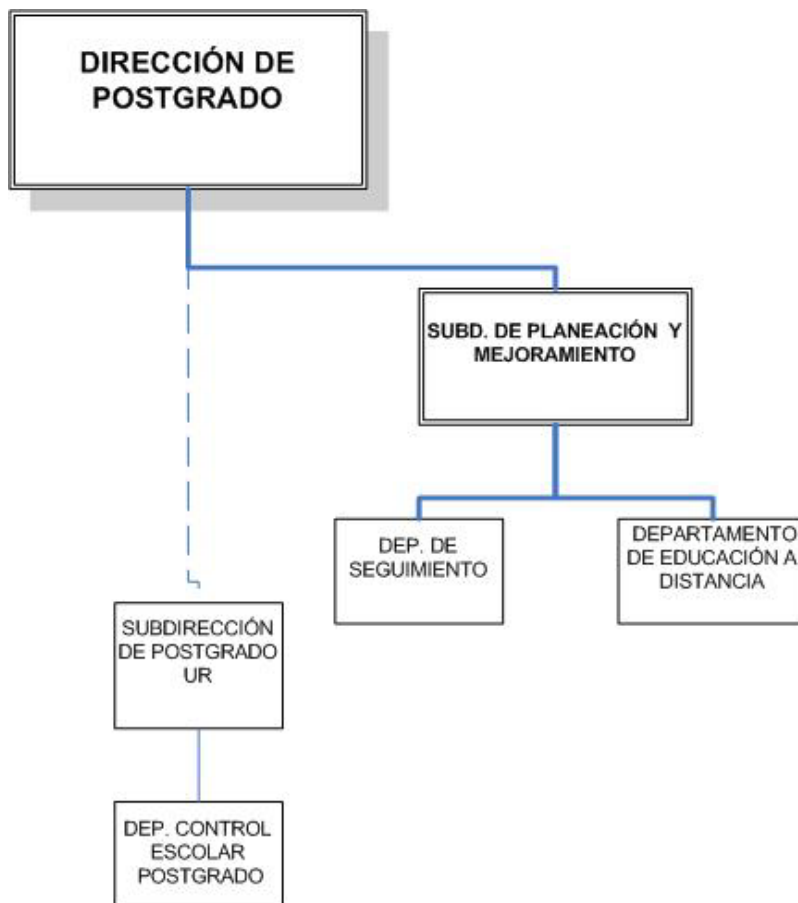 DIRECCIÓN DE
POSTGRADO
SUBD. DE PLANEACIÓN Y
MEJORAMIENTO
DEP. DE
SEGUIMIENTO
DEPARTAMENTO
DE EDUCACIÓN A
DISTANCIA
SUBDIRECCIÓN
DE POSTGRADO
UR
DEP. CONTROL
ESCOLAR
POSTGRADO